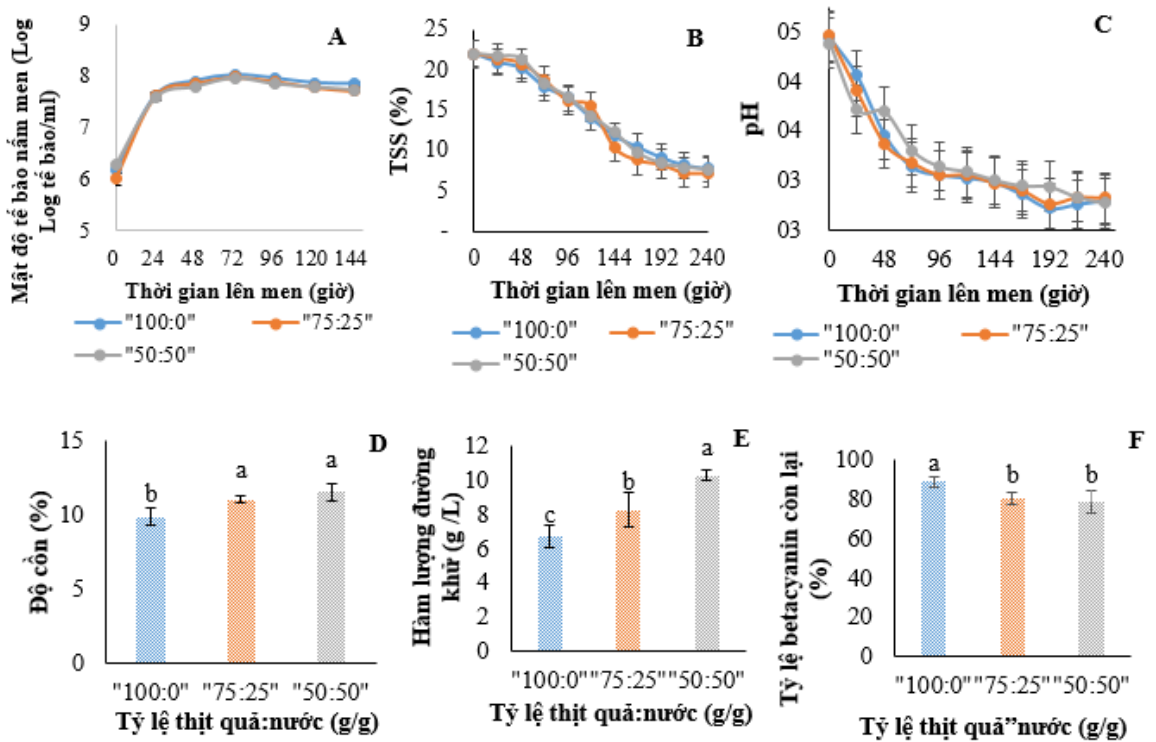 A
Mật độ tế bào nấm men (Log
Log tế bào/ml)
9
8
7
6
5
0 24 48 72 96 120 144
Thời gian lên men (giờ)
"100:0" "75:25"
"50:50"
B
TSS (%)
25
20
15
10
5
-
0 48 96 144 192 240
Thời gian lên men (giờ)
"100:0" "75:25"
"50:50"
C
pH
05
04
04
03
03
0 48 96 144 192 240
Thời gian lên men (giờ)
"100:0" "75:25"
"50:50"
D
Độ cồn (%)
15
10
5
0
b a a
"100:0" "75:25" "50:50"
Tỷ lệ thịt quả:nước (g/g)
E
Hàm lượng đường
khử (g /L)
12
10
8
6
4
2
0
c b a
"100:0" "75:25" "50:50"
Tỷ lệ thịt quả:nước (g/g)
F
Tỷ lệ betacyanin còn lại
(%)
100
80
60
40
20
0
a b b
"100:0" "75:25" "50:50"
Tỷ lệ thịt quả”nước (g/g)